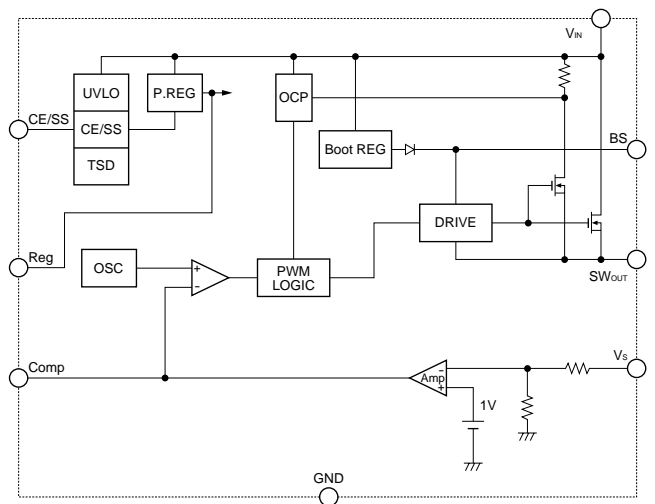 VIN
UVLO
P.REG
OCP
CE/SS
CE/SS
BS
TSD
Boot REG
DRIVE
Reg
OSC
+
-
PWM
LOGIC
SWOUT
Comp
Amp
-
+
VS
1V
GND